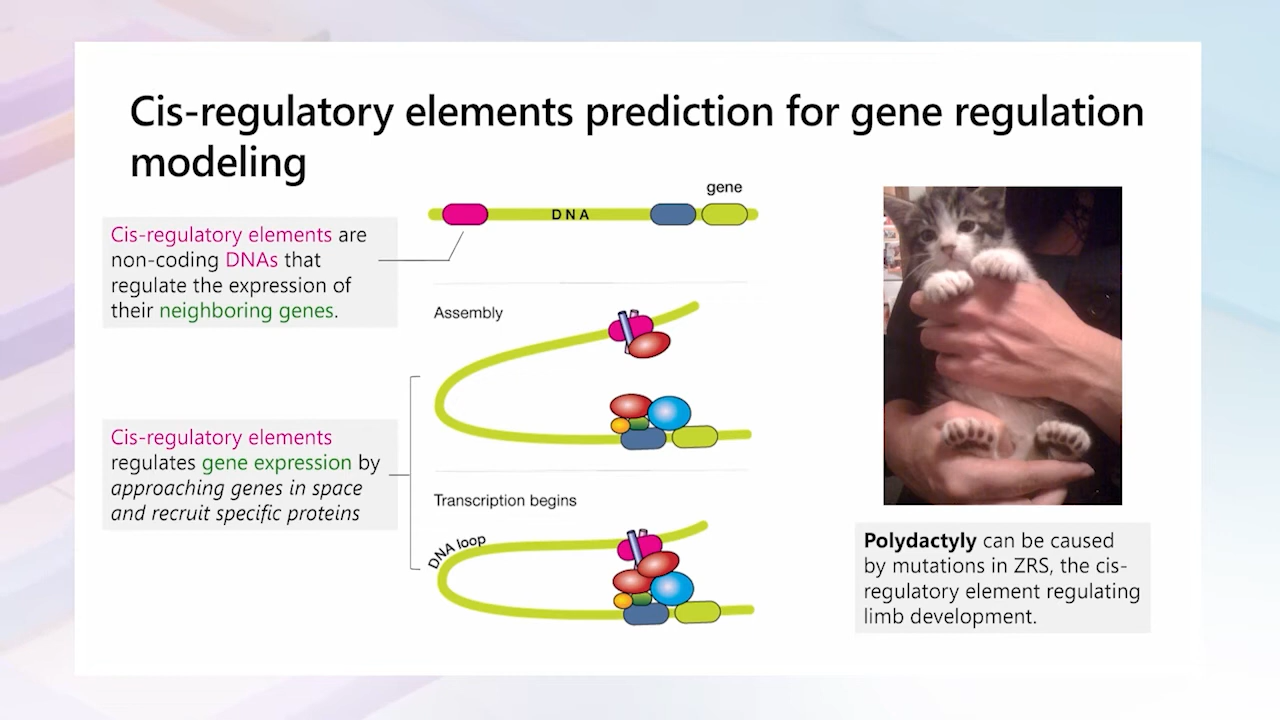 Cis-regulatory elements prediction for gene regulation
modeling
Cis-regulatory elements are
non-coding DNAs that
regulate the expression of
their neighboring genes.
Cis-regulatory elements
regulates gene expression by
approaching genes in space
and recruit specific proteins
gene
DNA
Assembly
Transcription begins
DNA loop
Polydactyly can be caused
by mutations in ZRS, the cis-
regulatory element regulating
limb development.